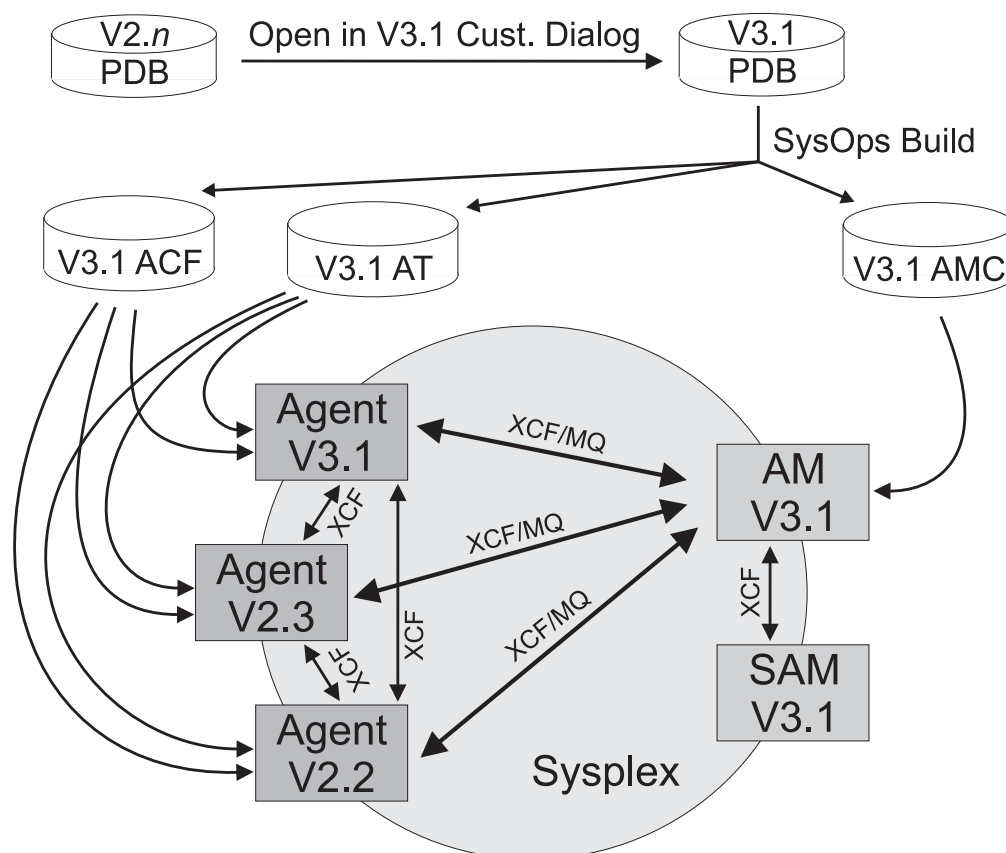 V2.n
PDB
Open in V3.1 Cust. Dialog
V3.1
PDB
SysOps Build
V3.1 ACF
V3.1 AT
V3.1 AMC
Agent
V3.1
XCF/MQ
AM
V3.1
XCF
XCF/MQ
Agent
V2.3
XCF/MQ
XCF
XCF
XCF
SAM
V3.1
Agent
V2.2
Sysplex